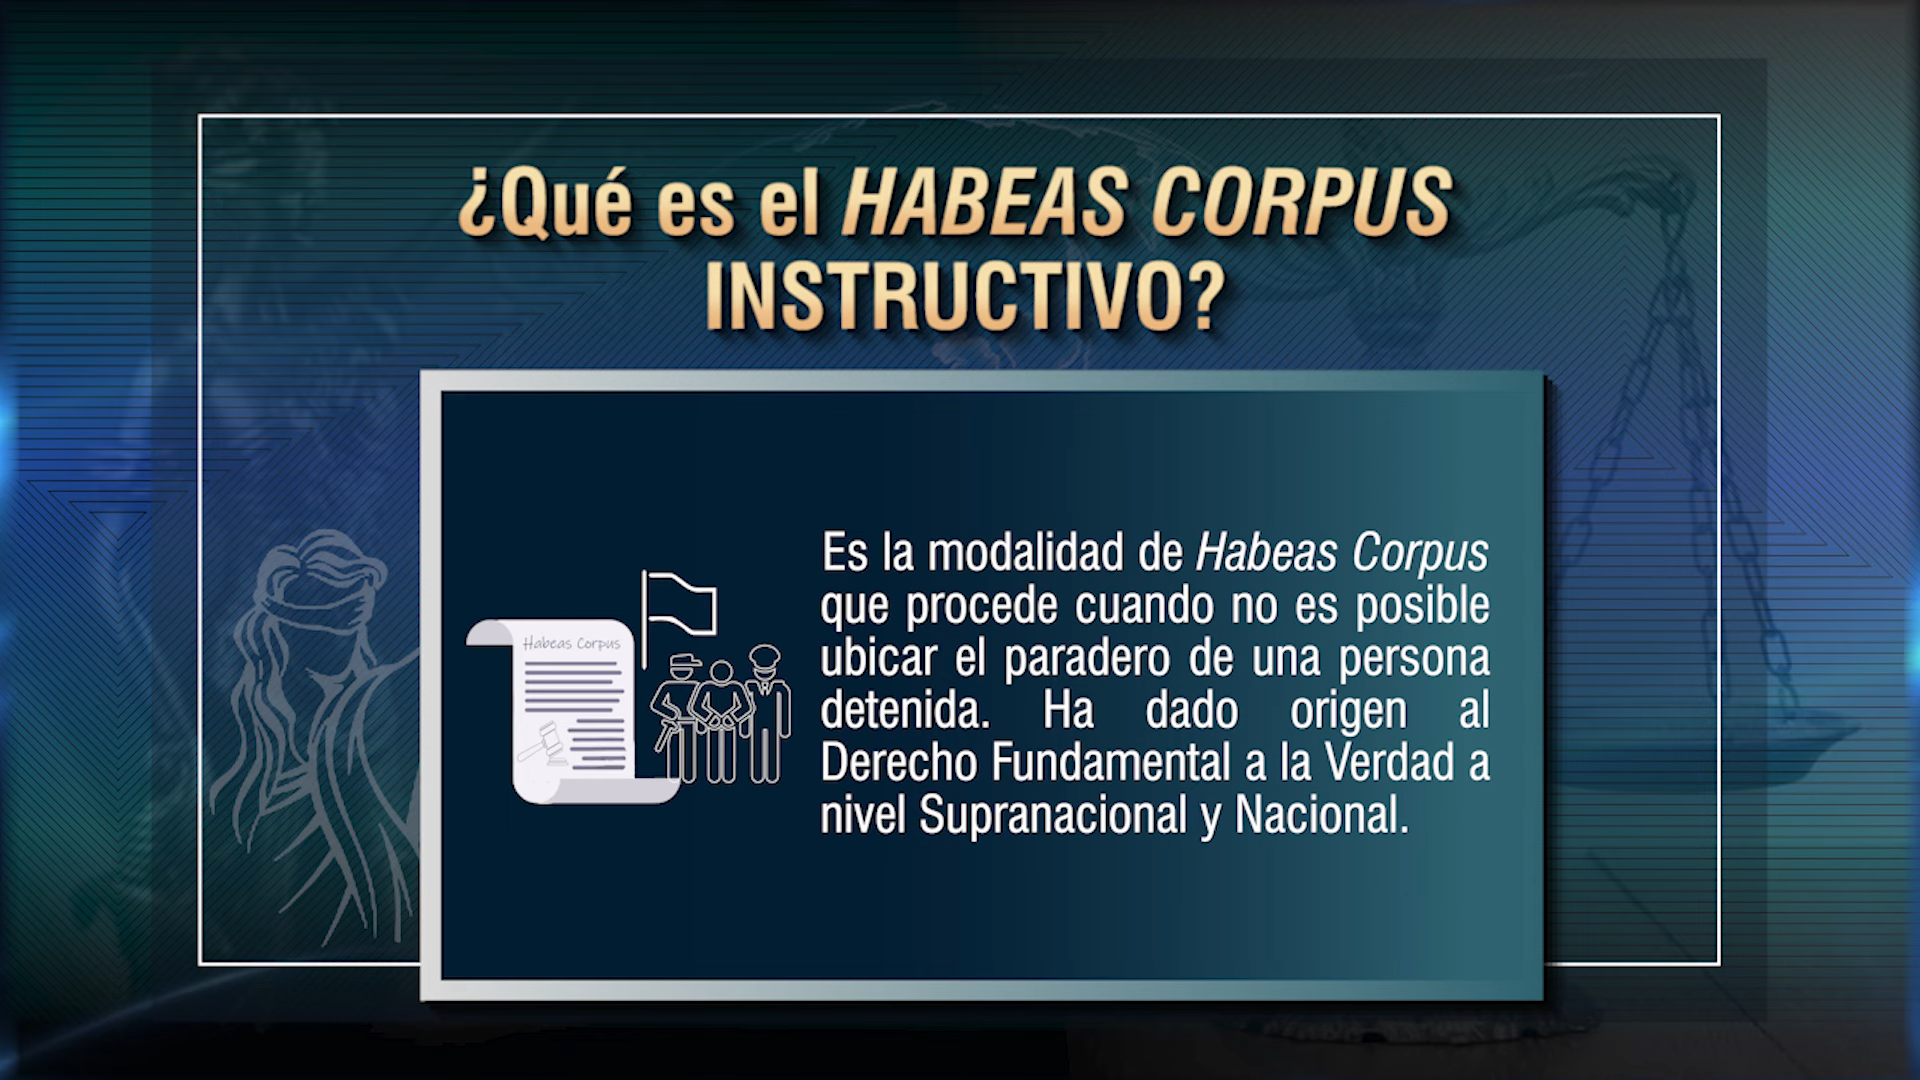 ¿Qué es el HABEAS CORPUS
INSTRUCTIVO?
Habeas Corpus
Es la modalidad de Habeas Corpus
que procede cuando no es posible
ubicar el paradero de una persona
detenida. Ha dado origen al
Derecho Fundamental a la Verdad a
nivel Supranacional y Nacional.